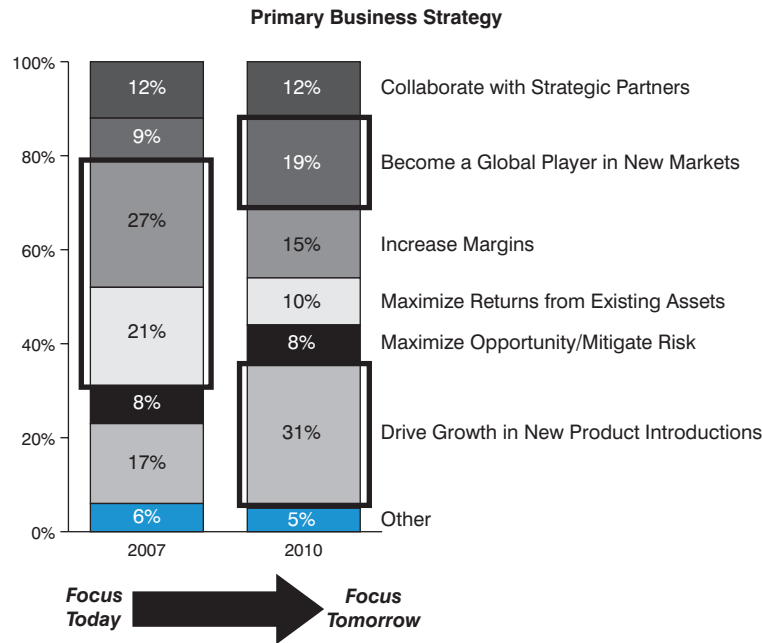 Primary Business Strategy
100%
80%
60%
40%
20%
0%
12%
9%
27%
21%
8%
17%
6%
2007
12%
19%
15%
10%
8%
31%
5%
2010
Collaborate with Strategic Partners
Become a Global Player in New Markets
Increase Margins
Maximize Returns from Existing Assets
Maximize Opportunity/Mitigate Risk
Drive Growth in New Product Introductions
Other
Focus
Today
Focus
Tomorrow